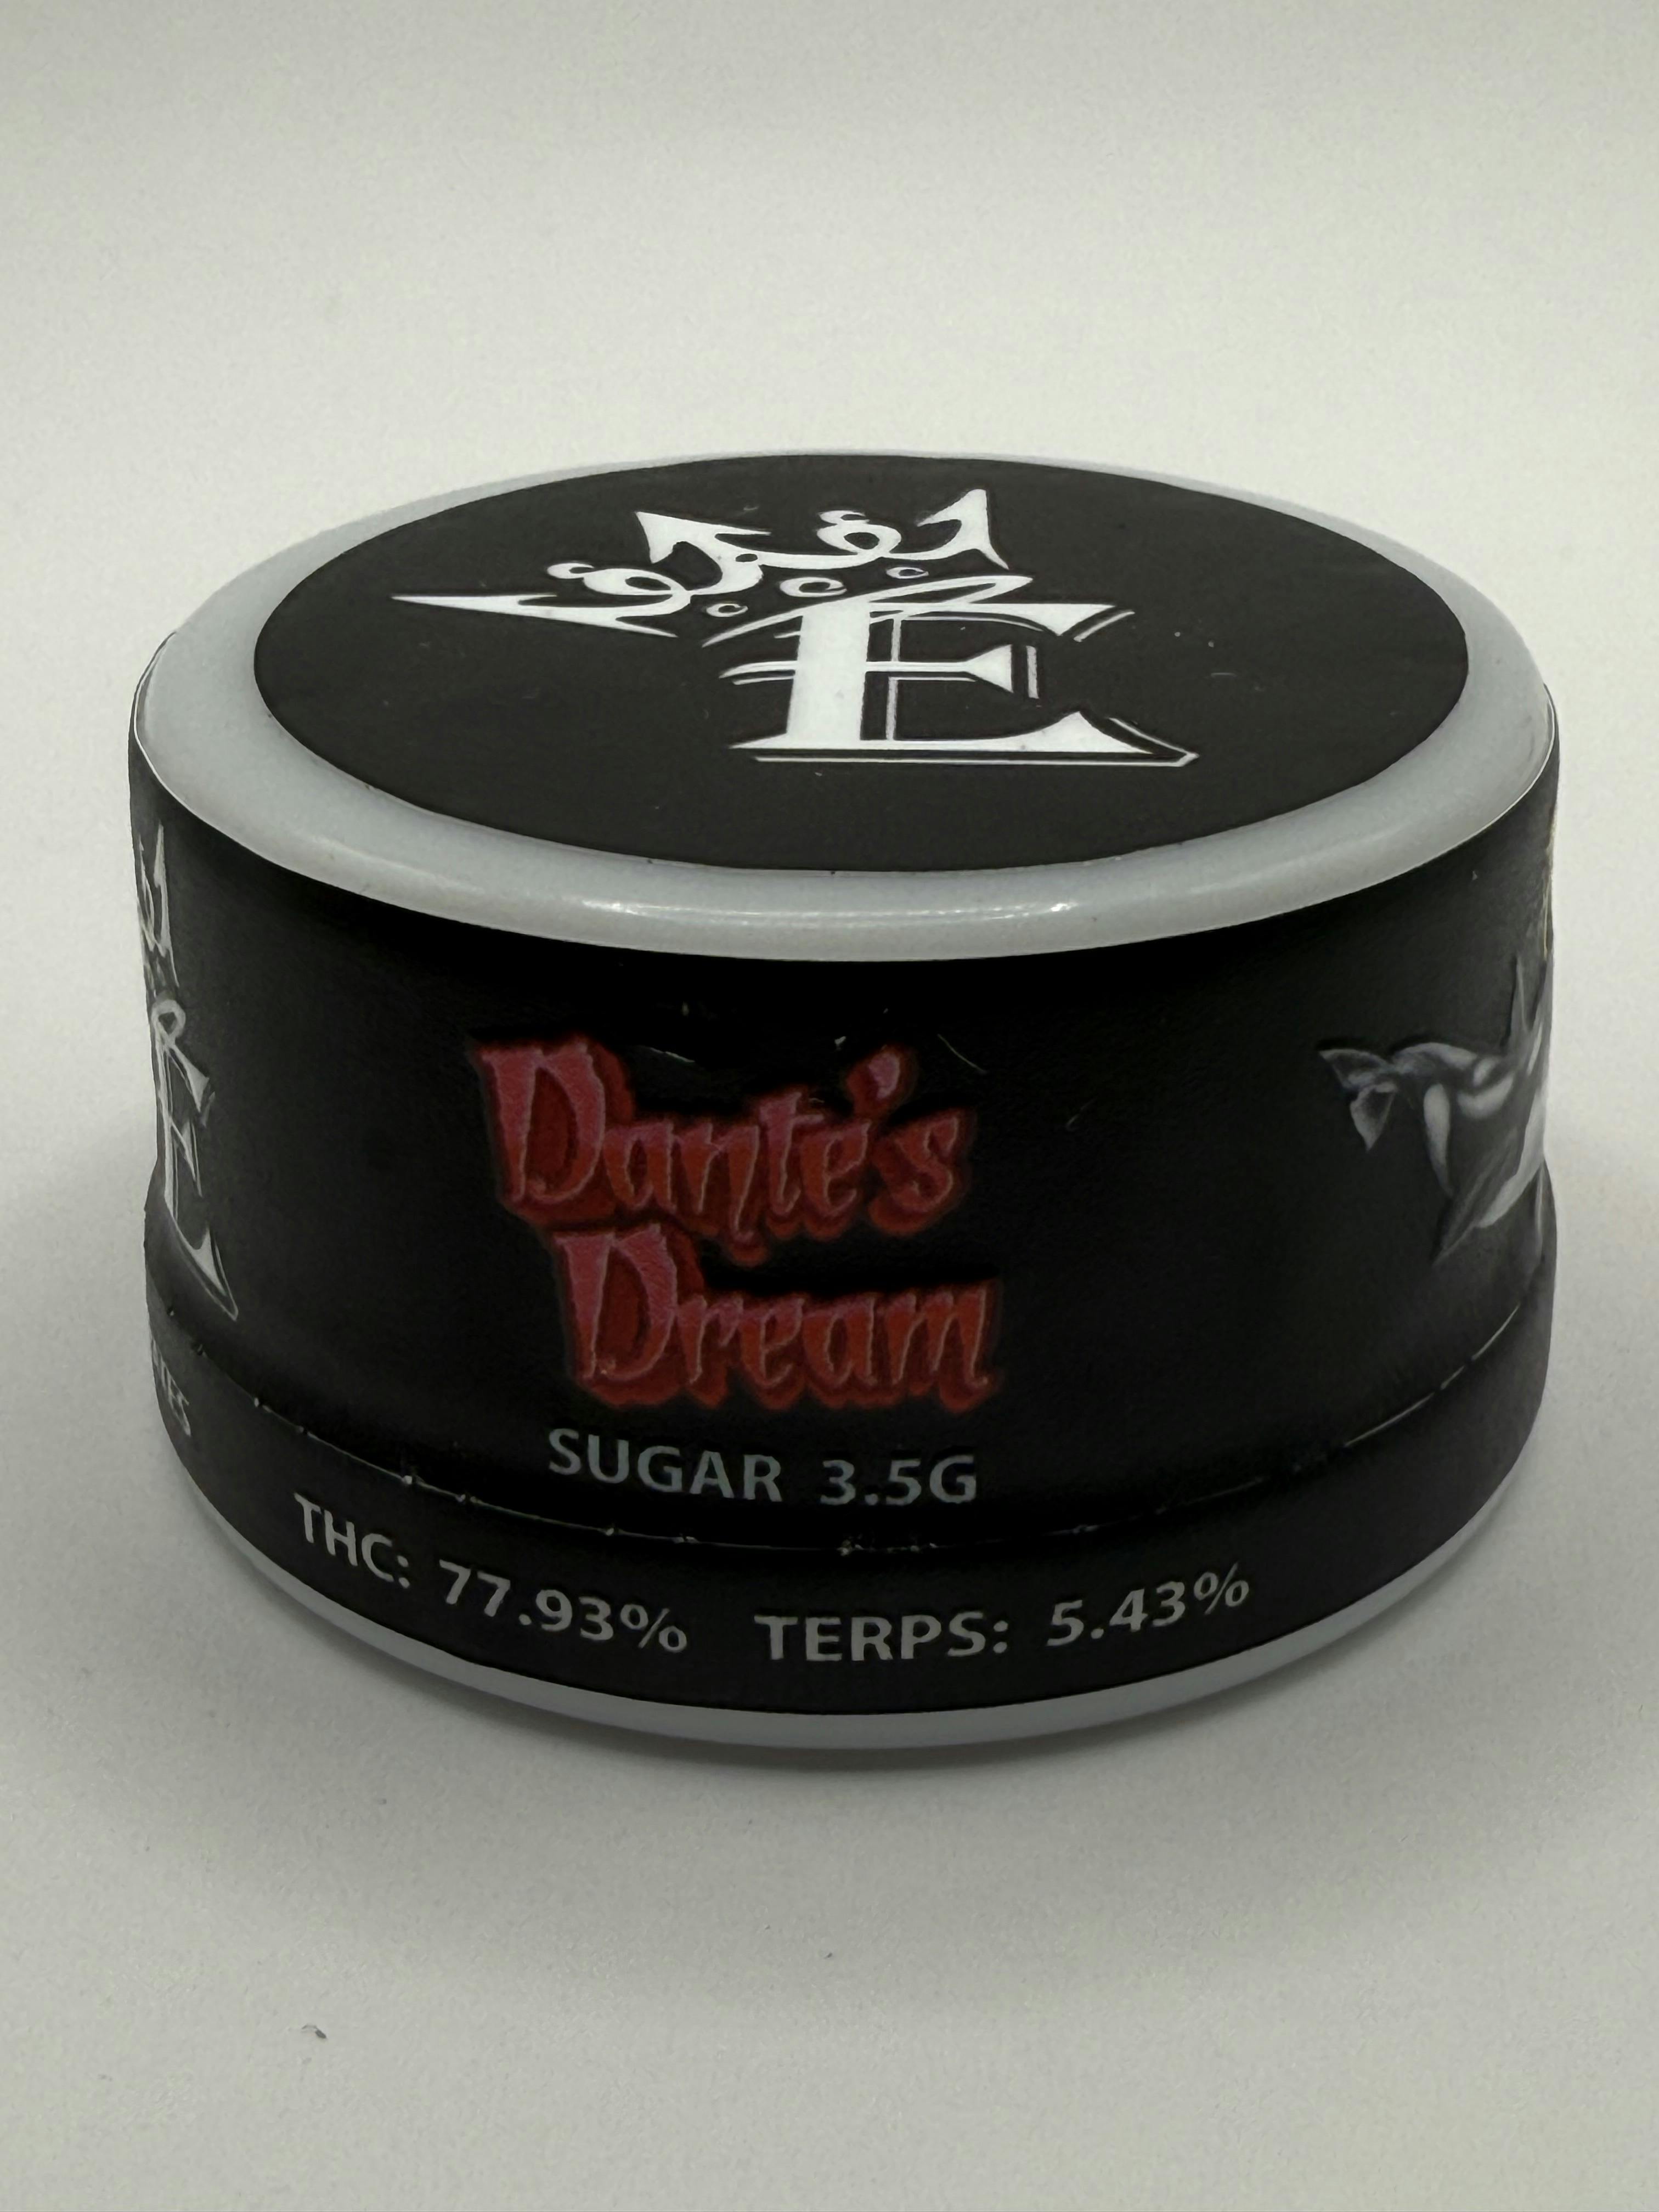 E
Dante's
Dream
SUGAR 3.5G
THC: 77.93% TERPS: 5.43%
E